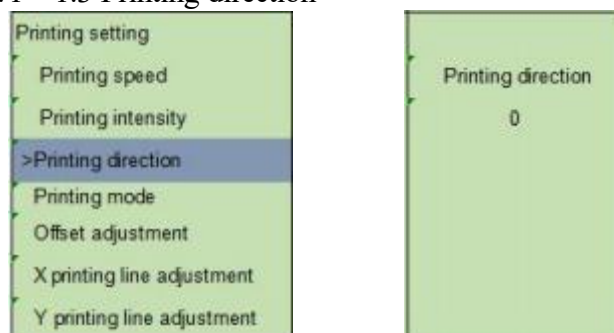 1.3 Printing direction
Printing setting
Printing speed
Printing intensity
>Printing direction
Printing mode
Offset adjustment
X printing line adjustment
Y printing line adjustment
Printing direction
0